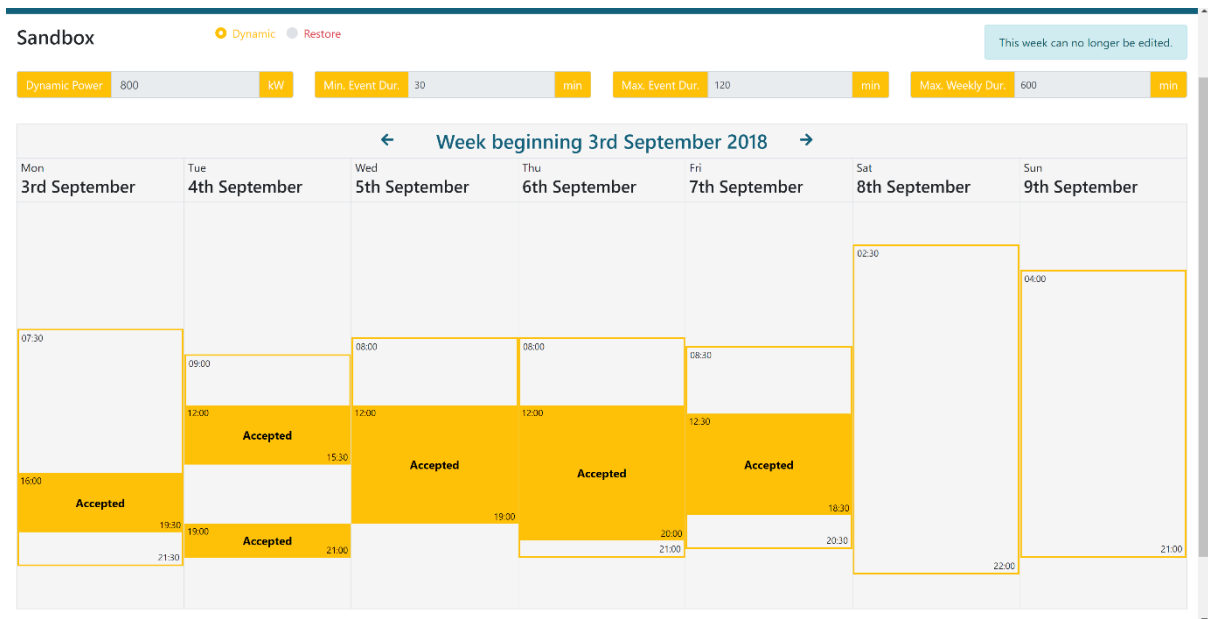 Sandbox
Dynamic Restore
This week can no longer be edited.
Dynamic Power 800 kW Min. Event Dur. 30 min Max. Event Dur. 120 min Max. Weekly Dur. 600 min
Week beginning 3rd September 2018
Mon Tue Wed Thu Fri Sat Sun
3rd September 4th September 5th September 6th September 7th September 8th September 9th September
02:30
04:00
07:30
08:00 08:00
08:30
09:00
12:00 12:00 12:00
12:30
Accepted
15:30
Accepted Accepted
Accepted
16:00
Accepted
18:30
19:00
19:30 19:00
20:00
20:30
Accepted
21:00 21:00 21:00
21:30
22:00